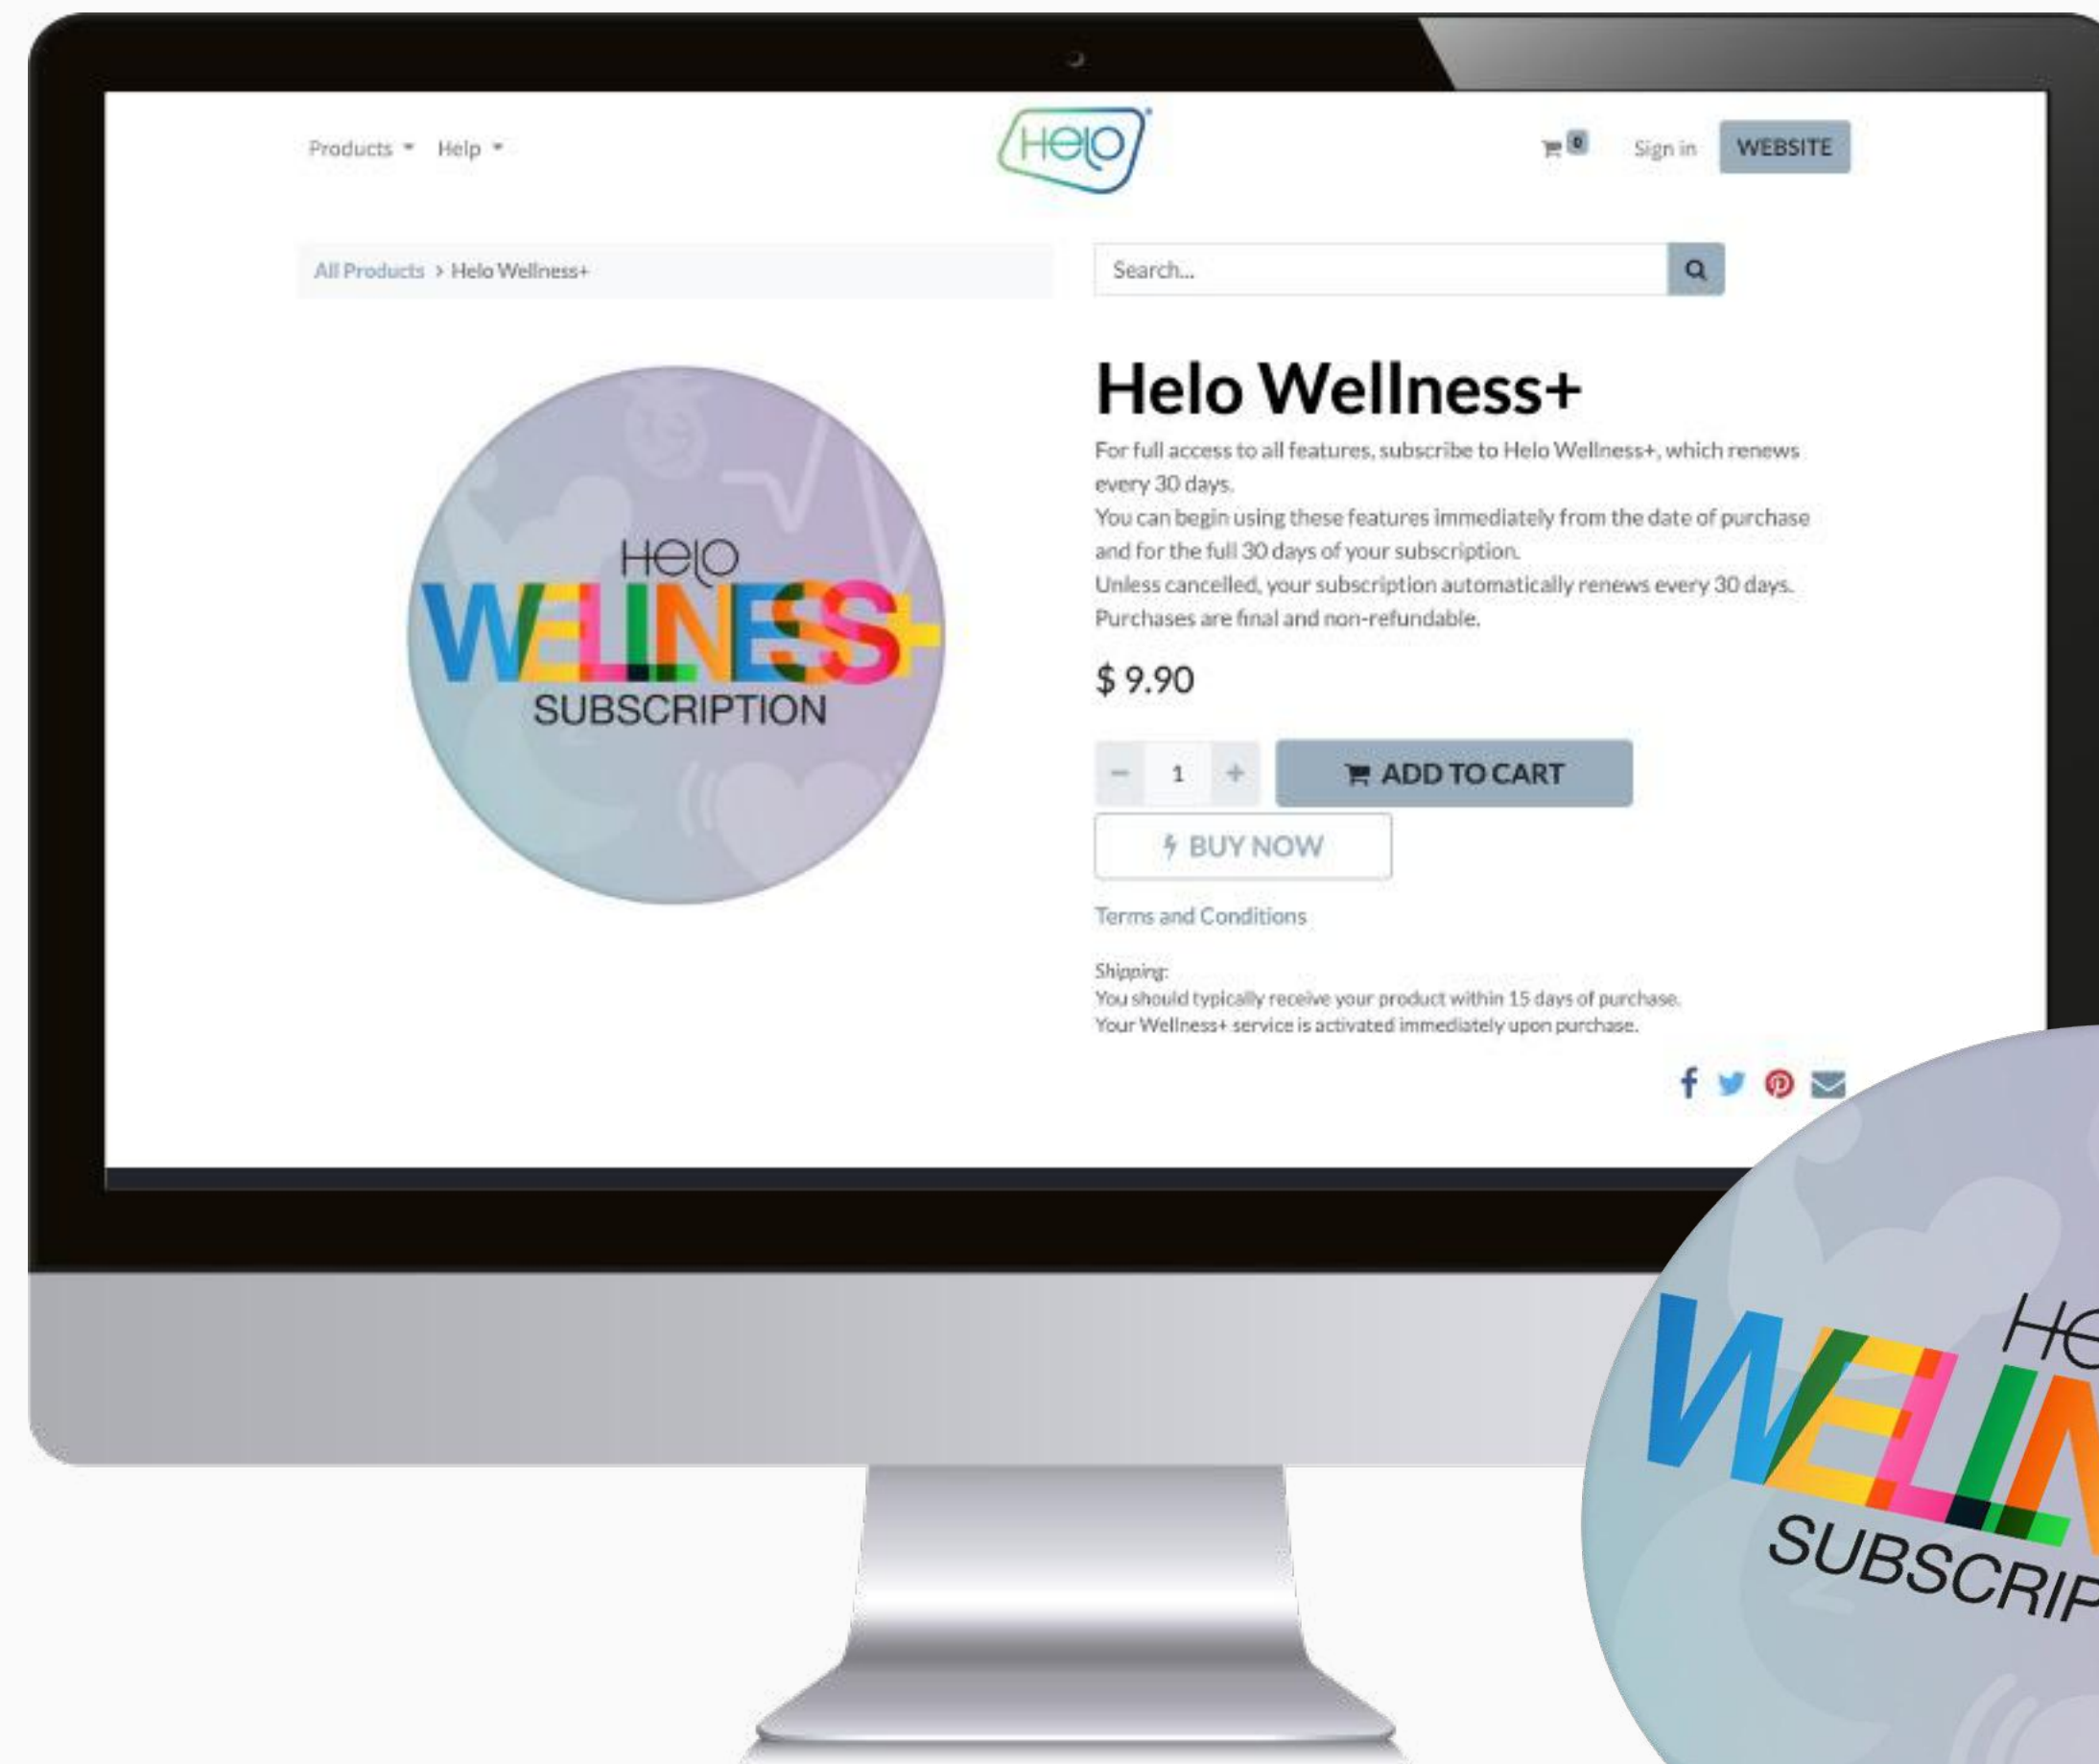 Products Help
Helo
0 Sign in WEBSITE
All Products > Helo Wellness+
Search...
Helo
WELLNESS+
SUBSCRIPTION
Helo Wellness+
For full access to all features, subscribe to Helo Wellness+, which renews
every 30 days.
You can begin using these features immediately from the date of purchase
and for the full 30 days of your subscription.
Unless cancelled, your subscription automatically renews every 30 days.
Purchases are final and non-refundable.
$ 9.90
- 1 + ADD TO CART
BUY NOW
Terms and Conditions
Shipping:
You should typically receive your product within 15 days of purchase.
Your Wellness+ service is activated immediately upon purchase.
He
WELLN
SUBSCRIP